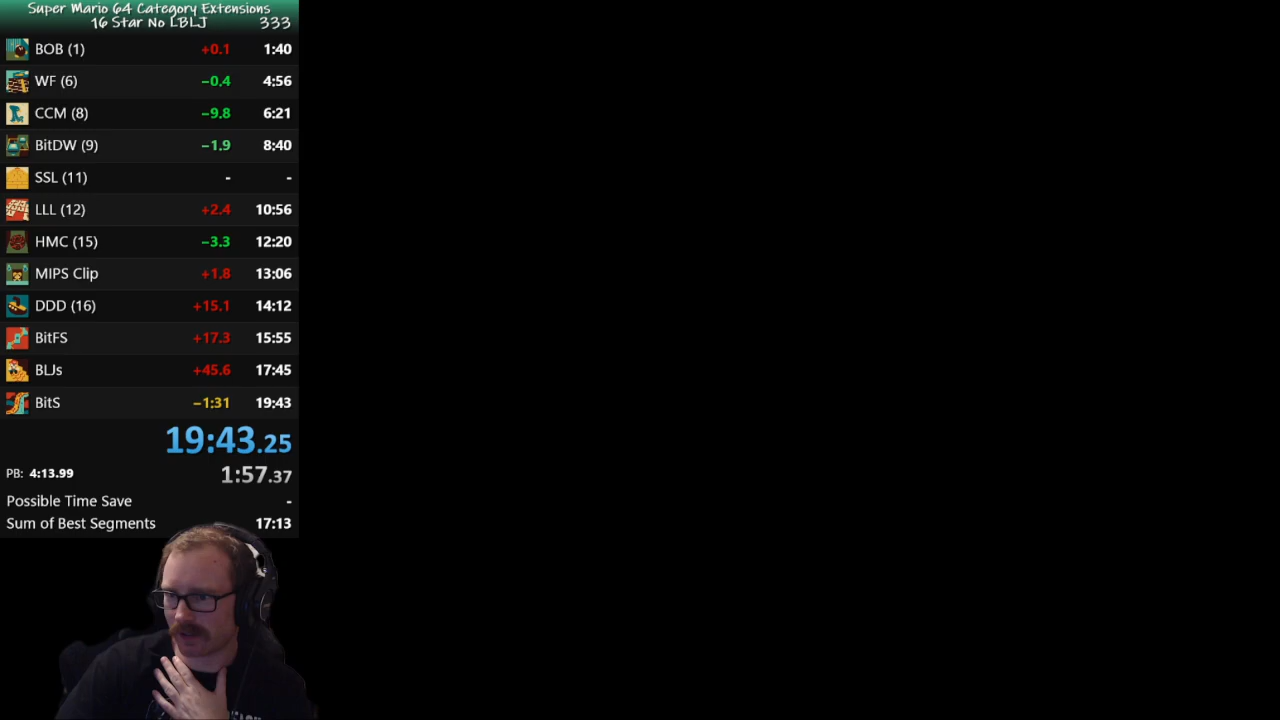 Super Mario 64 Category Extensions
16 Star No LBLJ 333
BOB (1) +0.1 1:40
WF (6) −0.4 4:56
CCM (8) −9.8 6:21
BitDW (9) −1.9 8:40
SSL (11) - -
LLL (12) +2.4 10:56
HMC (15) −3.3 12:20
MIPS Clip +1.8 13:06
DDD (16) +15.1 14:12
BitFS +17.3 15:55
BLJs +45.6 17:45
BitS −1:31 19:43
19:43.25
PB: 4:13.99 1:57.37
Possible Time Save -
Sum of Best Segments 17:13